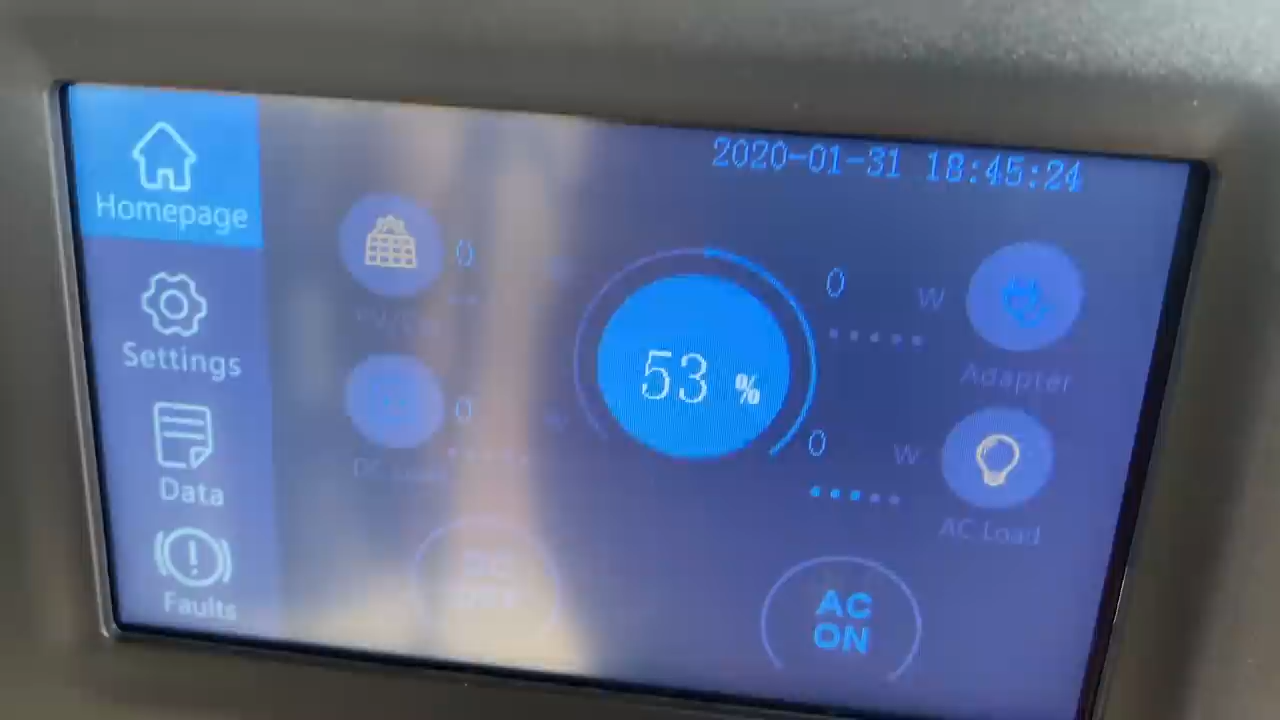 Homepage
Settings
Data
Faults
2020-01-31 18:45:24
0
0
53 %
0 W
Adapter
0 W
AC Load
AC
ON